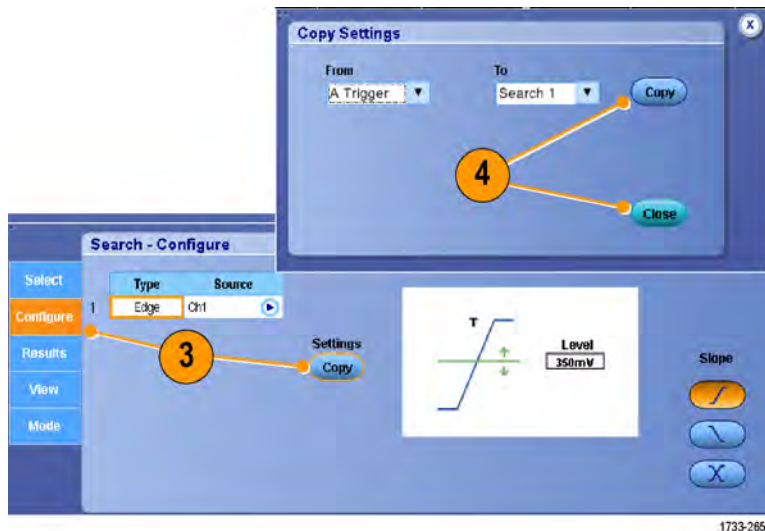 Copy Settings
X
From
To
A Trigger
Search 1
Copy
4
Close
Search - Configure
Select
Configure
Results
View
Mode
Type
Source
1
Edge
Ch1
3
Settings
Copy
T
Level
350mV
Slope
1733-265